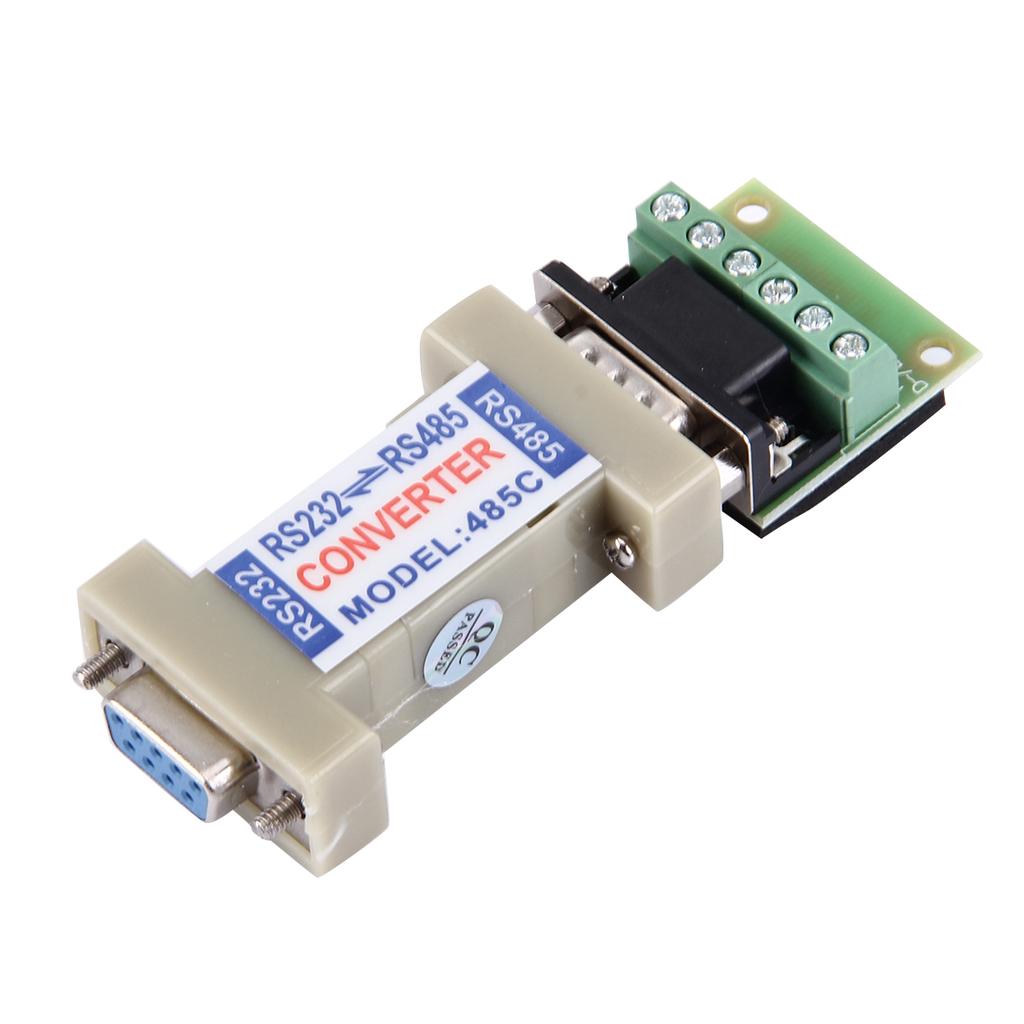 RS485
RS232⇌RS485
CONVERTER
MODEL:485C
RS232
QC
PASSED